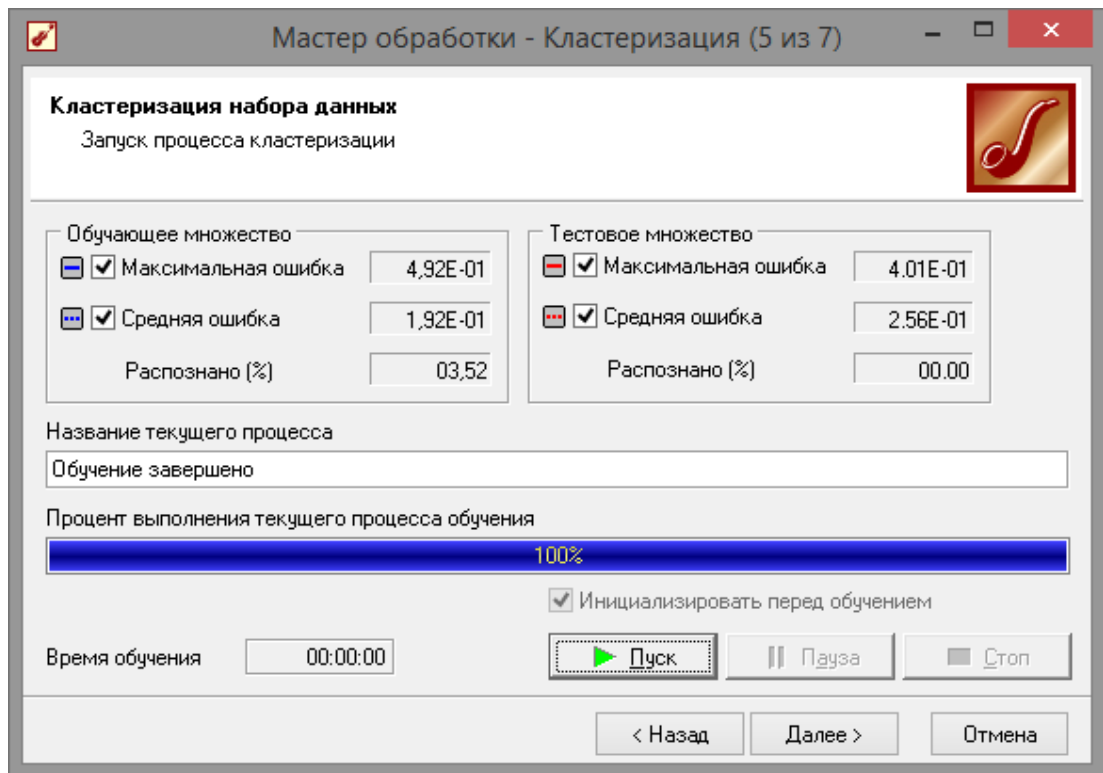 Мастер обработки - Кластеризация (5 из 7)
Кластеризация набора данных
Запуск процесса кластеризации
Обучающее множество
Максимальная ошибка 4,92E-01
Средняя ошибка 1,92E-01
Распознано (%) 03,52
Тестовое множество
Максимальная ошибка 4.01E-01
Средняя ошибка 2.56E-01
Распознано (%) 00.00
Название текущего процесса
Обучение завершено
Процент выполнения текущего процесса обучения
100%
Инициализировать перед обучением
Время обучения 00:00:00 Пуск Пауза Стоп
< Назад Далее > Отмена